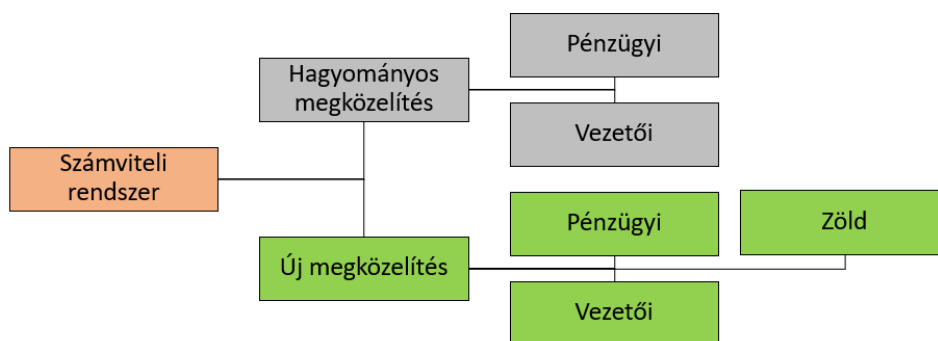 Számviteli
rendszer
Hagyományos
megközelítés
Pénzügyi
Vezetői
Új megközelítés
Pénzügyi
Vezetői
Zöld